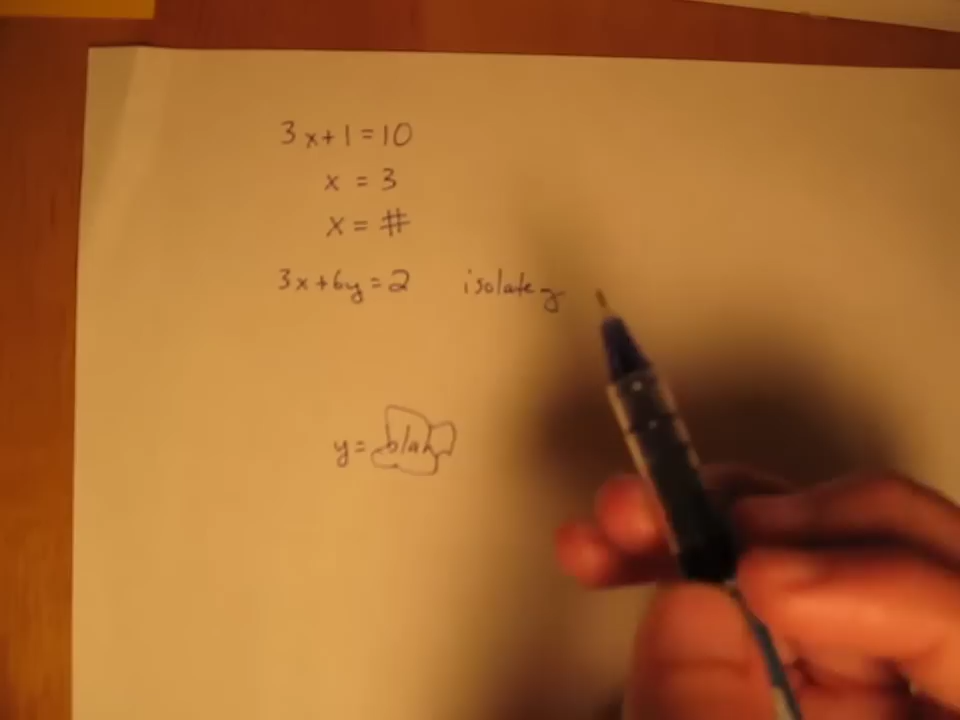 3x+1=10
x = 3
x = #
3x+6y=2 isolate y
y= blah